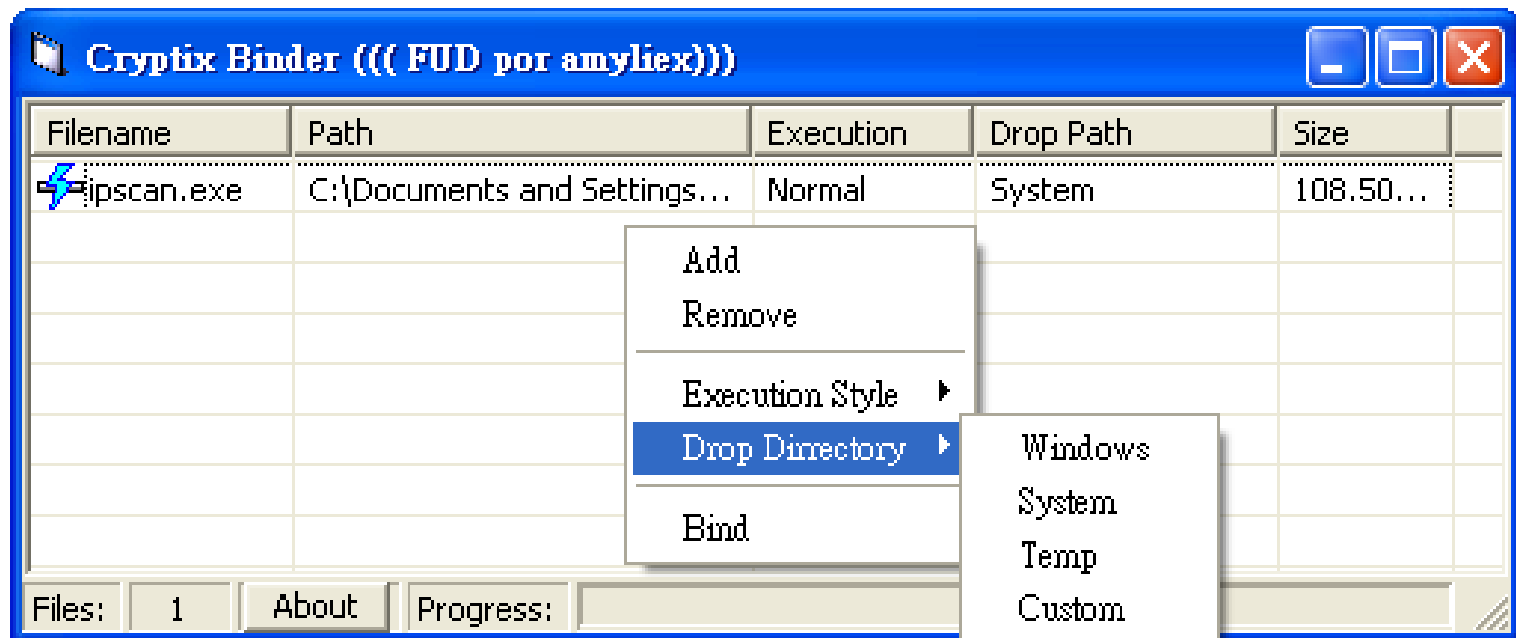 Cryptix Binder ((( FUD por amyliex)))
Filename Path Execution Drop Path Size
ipscan.exe C:\Documents and Settings... Normal System 108.50...
Add
Remove
Execution Style
Drop Dirrectory
Windows
System
Bind
Temp
Custom
Files: 1 About Progress: